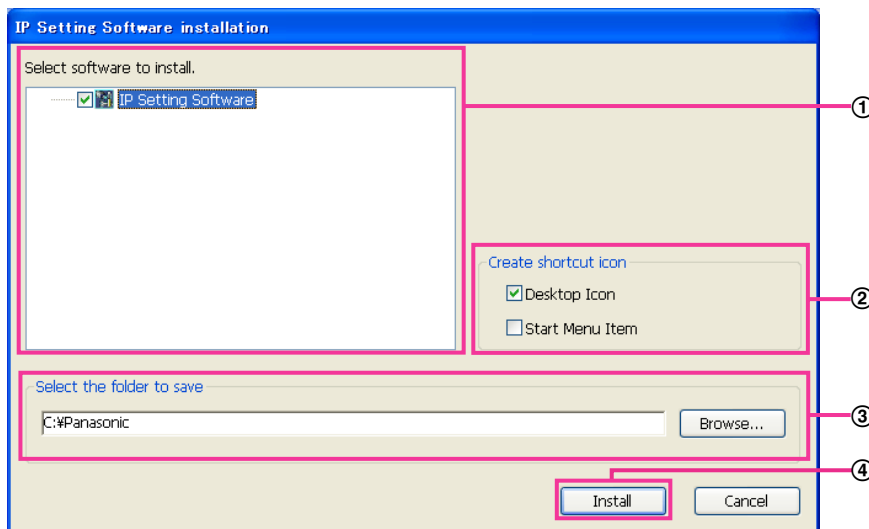 IP Setting Software installation
Select software to install.
IP Setting Software
①
Create shortcut icon
Desktop Icon
②
Start Menu Item
Select the folder to save
C:¥Panasonic
Browse...
③
④
Install
Cancel